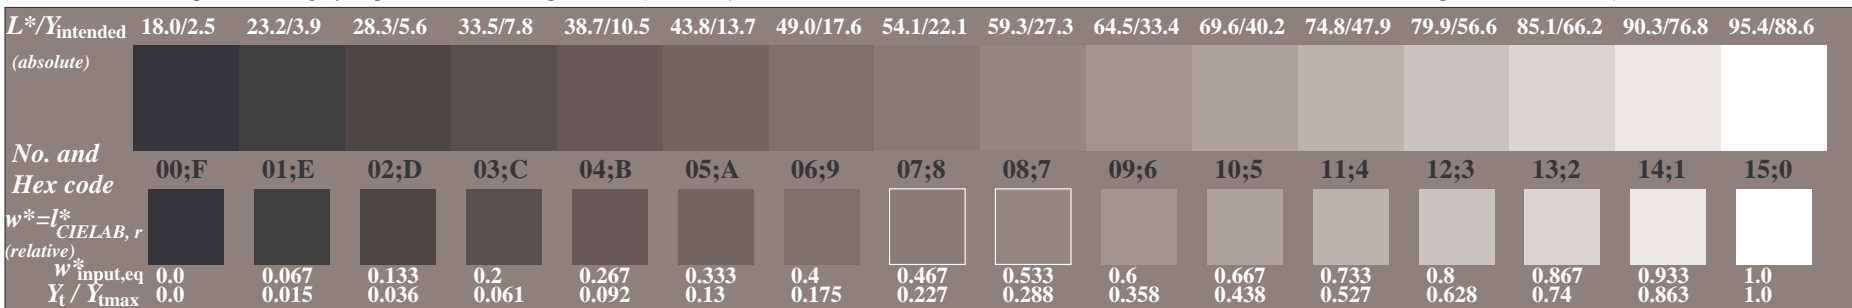 L*/Yintended 18.0/2.5 23.2/3.9 28.3/5.6 33.5/7.8 38.7/10.5 43.8/13.7 49.0/17.6 54.1/22.1 59.3/27.3 64.5/33.4 69.6/40.2 74.8/47.9 79.9/56.6 85.1/66.2 90.3/76.8 95.4/88.6
(absolute)
No. and
Hex code
00;F 01;E 02;D 03;C 04;B 05;A 06;9 07;8 08;7 09;6 10;5 11;4 12;3 13;2 14;1 15;0
w*=l*CIELAB, r
(relative)
w*input,eq 0.0 0.067 0.133 0.2 0.267 0.333 0.4 0.467 0.533 0.6 0.667 0.733 0.8 0.867 0.933 1.0
Yt / Ytmax 0.0 0.015 0.036 0.061 0.092 0.13 0.175 0.227 0.288 0.358 0.438 0.527 0.628 0.74 0.863 1.0